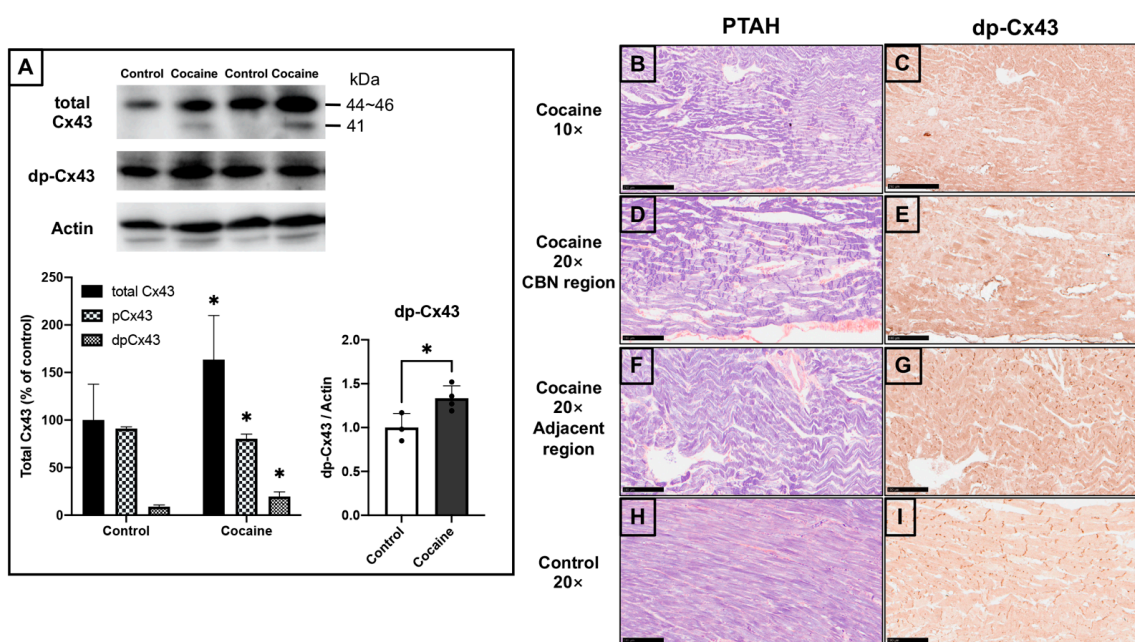 A
Control Cocaine Control Cocaine
kDa
total
Cx43
44~46
41
dp-Cx43
Actin
250
200
150
100
50
0
Total Cx43 (% of control)
total Cx43
pCx43
dpCx43
*
*
*
Control
Cocaine
dp-Cx43
2.0
1.5
1.0
0.5
0.0
dp-Cx43 / Actin
*
Control
Cocaine
PTAH
dp-Cx43
Cocaine
10×
B
C
Cocaine
20×
CBN region
D
E
Cocaine
20×
Adjacent
region
F
G
Control
20×
H
I